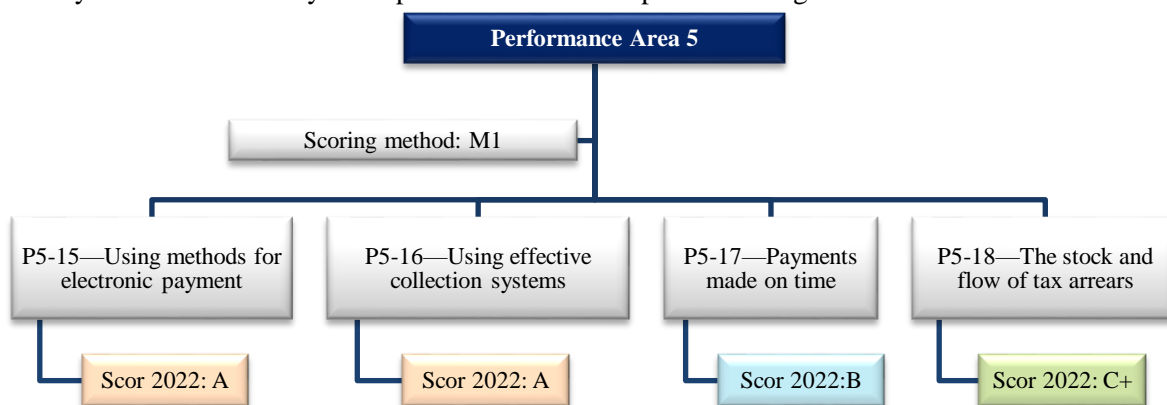 Performance Area 5
Scoring method: M1
P5-15—Using methods for
electronic payment
P5-16—Using effective
collection systems
P5-17—Payments
made on time
P5-18—The stock and
flow of tax arrears
Scor 2022: A
Scor 2022: A
Scor 2022:B
Scor 2022: C+